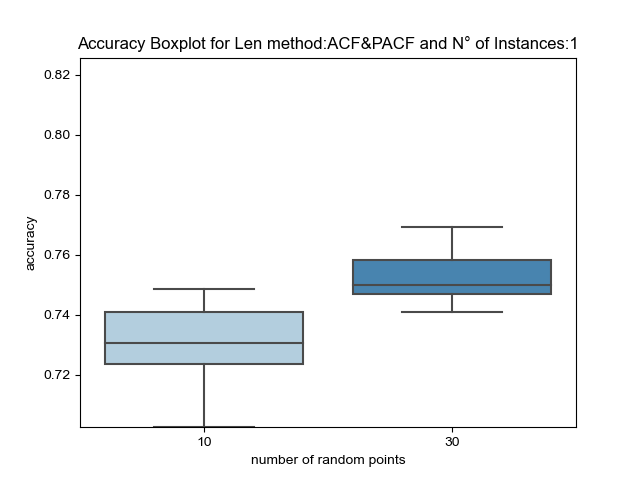 Accuracy Boxplot for Len method:ACF&PACF and N° of Instances:1
0.82
0.80
0.78
0.76
0.74
0.72
accuracy
10
30
number of random points